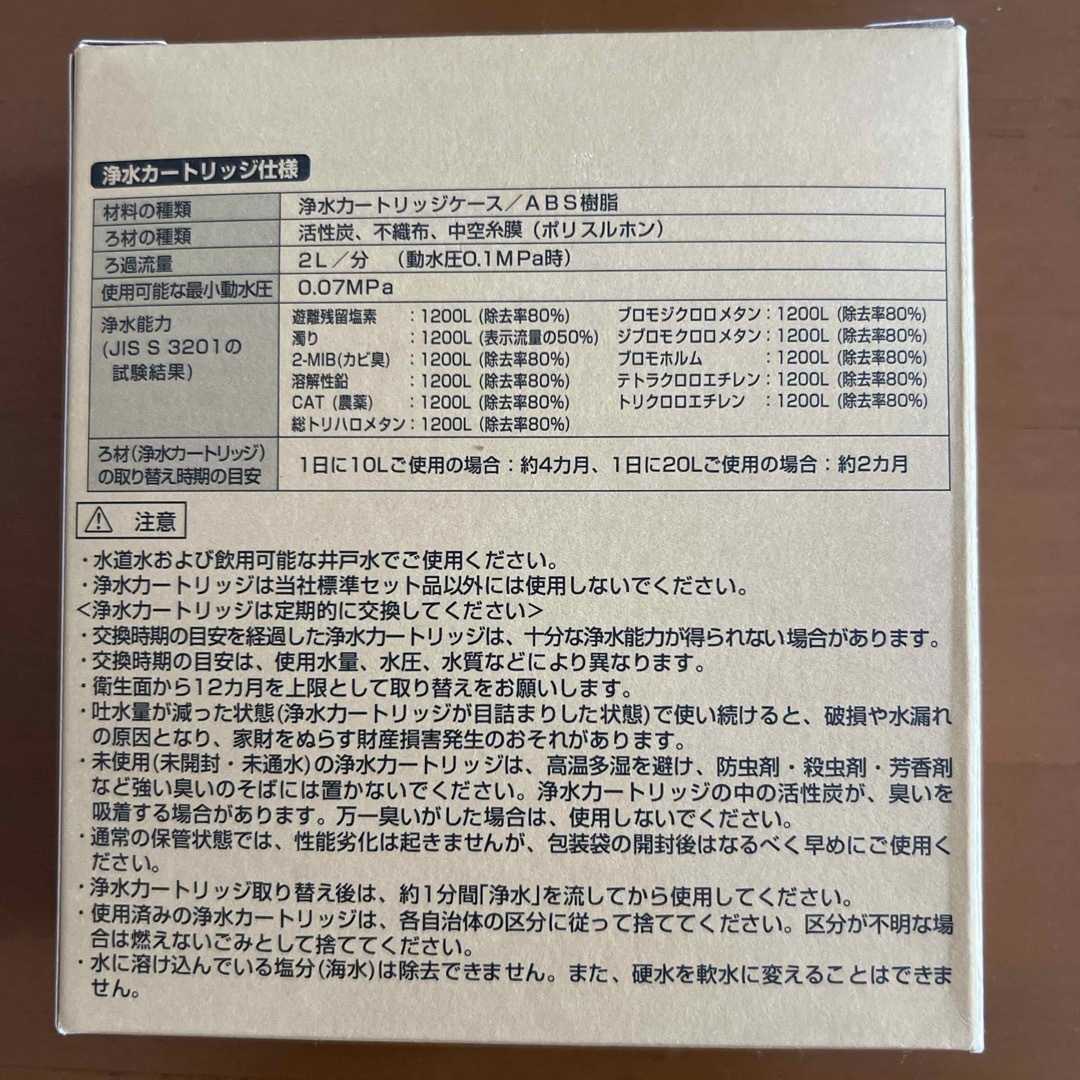 浄水カートリッジ仕様
材料の種類 浄水カートリッジケース／ABS樹脂
ろ材の種類 活性炭、不織布、中空糸膜(ポリスルホン)
ろ過流量 2L／分 (動水圧0.1MPa時)
使用可能な最小動水圧 0.07MPa
浄水能力
(JIS S 3201の
試験結果)
遊離残留塩素 : 1200L (除去率80%)
濁り : 1200L (表示流量の50%)
2-MIB(カビ臭) : 1200L (除去率80%)
溶解性鉛 : 1200L (除去率80%)
CAT (農薬) : 1200L (除去率80%)
総トリハロメタン : 1200L (除去率80%)
ブロモジクロロメタン : 1200L (除去率80%)
ジブロモクロロメタン : 1200L (除去率80%)
ブロモホルム : 1200L (除去率80%)
テトラクロロエチレン : 1200L (除去率80%)
トリクロロエチレン : 1200L (除去率80%)
ろ材(浄水カートリッジ)
の取り替え時期の目安
1日に10Lご使用の場合：約4カ月、1日に20Lご使用の場合：約2カ月
⚠ 注意
・水道水および飲用可能な井戸水でご使用ください。
・浄水カートリッジは当社標準セット品以外には使用しないでください。
＜浄水カートリッジは定期的に交換してください＞
・交換時期の目安を経過した浄水カートリッジは、十分な浄水能力が得られない場合があります。
・交換時期の目安は、使用水量、水圧、水質などにより異なります。
・衛生面から12カ月を上限として取り替えをお願いします。
・吐水量が減った状態(浄水カートリッジが目詰まりした状態)で使い続けると、破損や水漏れ
の原因となり、家財をぬらす財産損害発生のおそれがあります。
・未使用(未開封・未通水)の浄水カートリッジは、高温多湿を避け、防虫剤・殺虫剤・芳香剤
など強い臭いのそばには置かないでください。浄水カートリッジの中の活性炭が、臭いを
吸着する場合があります。万一臭いがした場合は、使用しないでください。
・通常の保管状態では、性能劣化は起きませんが、包装袋の開封後はなるべく早めにご使用く
ださい。
・浄水カートリッジ取り替え後は、約1分間「浄水」を流してから使用してください。
・使用済みの浄水カートリッジは、各自治体の区分に従って捨ててください。区分が不明な場
合は燃えないごみとして捨ててください。
・水に溶け込んでいる塩分(海水)は除去できません。また、硬水を軟水に変えることはできま
せん。